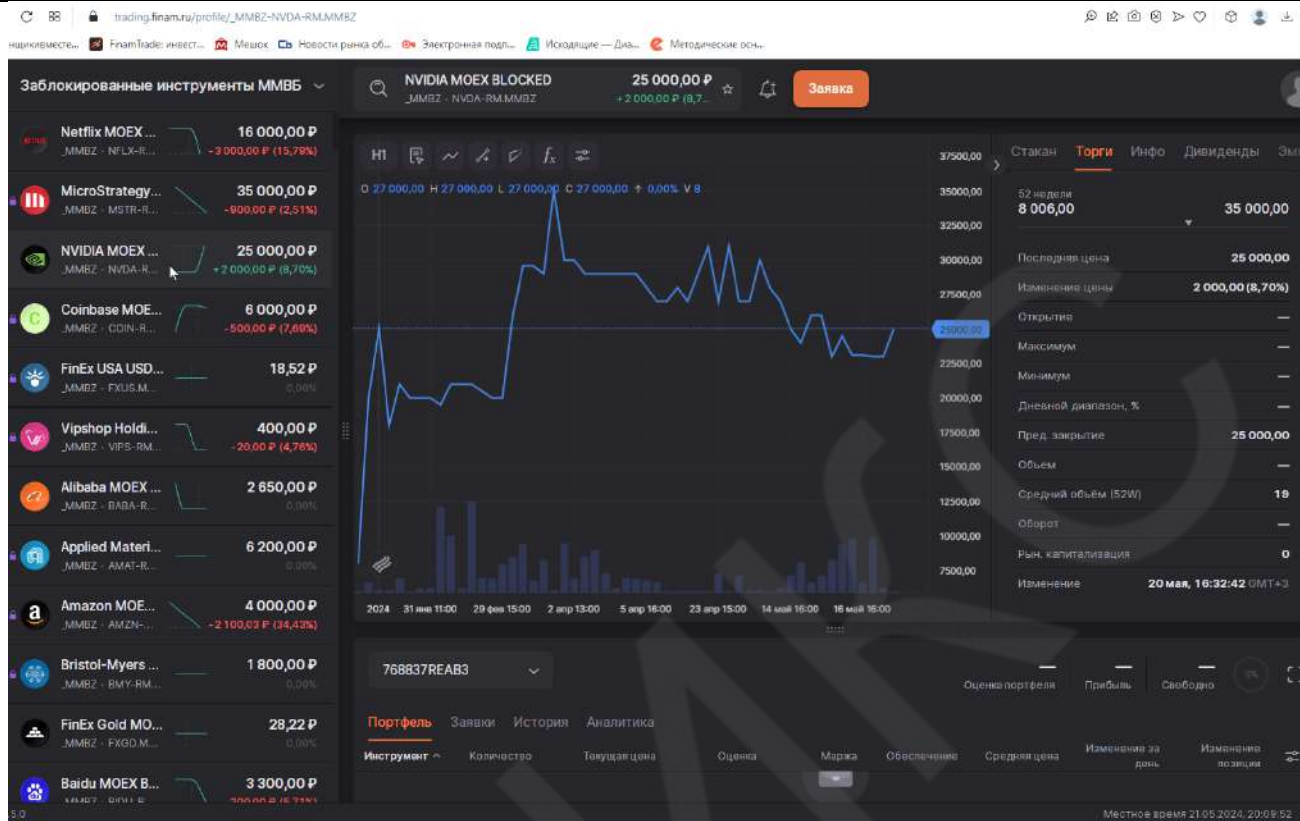 trading.finam.ru/profile/_MMBZ-NVDA-RM.MMBZ
FinamTrade: инвест... Мешок Новости рынка об... Электронная подп... Исходящие — Диа... Методические осн...
Заблокированные инструменты ММВБ
NVIDIA MOEX BLOCKED 25 000,00 ₽
_MMBZ · NVDA-RM.MMBZ +2 000,00 ₽ (8,7...
Заявка
Netflix MOEX ... 16 000,00 ₽
_MMBZ · NFLX-R... -3 000,00 ₽ (15,79%)
MicroStrategy... 35 000,00 ₽
_MMBZ · MSTR-R... -900,00 ₽ (2,51%)
NVIDIA MOEX ... 25 000,00 ₽
_MMBZ · NVDA-R... +2 000,00 ₽ (8,70%)
Coinbase MOE... 6 000,00 ₽
_MMBZ · COIN-R... -500,00 ₽ (7,69%)
FinEx USA USD... 18,52 ₽
_MMBZ · FXUS.M... 0,00%
Vipshop Holdi... 400,00 ₽
_MMBZ · VIPS-RM... -20,00 ₽ (4,76%)
Alibaba MOEX ... 2 650,00 ₽
_MMBZ · BABA-R... 0,00%
Applied Materi... 6 200,00 ₽
_MMBZ · AMAT-R... 0,00%
Amazon MOE... 4 000,00 ₽
_MMBZ · AMZN-... -2 100,03 ₽ (34,43%)
Bristol-Myers ... 1 800,00 ₽
_MMBZ · BMY-RM... 0,00%
FinEx Gold MO... 28,22 ₽
_MMBZ · FXGD.M... 0,00%
Baidu MOEX B... 3 300,00 ₽
H1
O 27 000,00 H 27 000,00 L 27 000,00 C 27 000,00 0,00% V 8
37500,00
35000,00
32500,00
30000,00
27500,00
25000,00
22500,00
20000,00
17500,00
15000,00
12500,00
10000,00
7500,00
2024 31 янв 11:00 29 фев 15:00 2 апр 13:00 5 апр 16:00 23 апр 15:00 14 май 16:00 16 май 16:00
Стакан Торги Инфо Дивиденды Эм
52 недели
8 006,00 35 000,00
Последняя цена 25 000,00
Изменение цены 2 000,00 (8,70%)
Открытие —
Максимум —
Минимум —
Дневной диапазон, % —
Пред. закрытие 25 000,00
Объем —
Средний объём (52W) 19
Оборот —
Рын. капитализация 0
Изменение 20 мая, 16:32:42 GMT+3
768837REAB3
Оценка портфеля — Прибыль — Свободно —
Портфель Заявки История Аналитика
Инструмент Количество Текущая цена Оценка Маржа Обеспечение Средняя цена Изменение за день Изменение позиции
Местное время 21.05.2024, 20:09:52